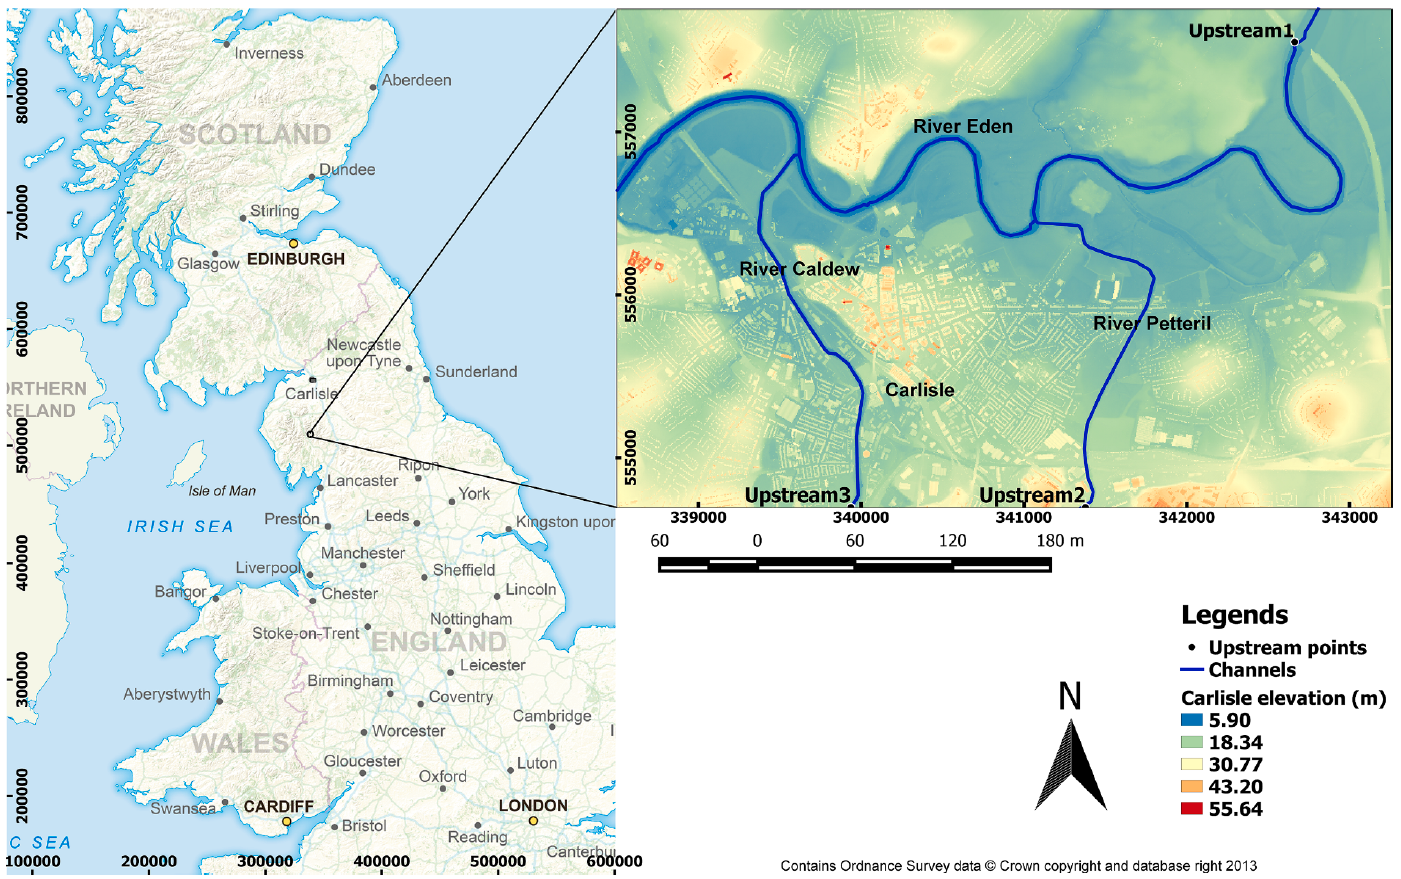 Inverness
Aberdeen
SCOTLAND
Dundee
Stirling
Glasgow
EDINBURGH
Newcastle
upon Tyne
Sunderland
Carlisle
ORTHERN
RELAND
Isle of Man
IRISH SEA
Ripon
Lancaster
York
Preston
Leeds
Kingston upon
Manchester
Liverpool
Sheffield
Bangor
Chester
Lincoln
Nottingham
Stoke-on-Trent
ENGLAND
Leicester
Birmingham
Aberystwyth
Coventry
Cambridge
WALES
Worcester
Gloucester
Luton
Oxford
Swansea
CARDIFF
LONDON
Bristol
Reading
C SEA
Canterbur
800000
700000
600000
500000
400000
300000
200000
100000 200000 300000 400000 500000 600000
Upstream1
River Eden
River Caldew
River Petteril
Carlisle
Upstream3
Upstream2
557000
556000
555000
339000 340000 341000 342000 343000
60 0 60 120 180 m
Legends
Upstream points
Channels
Carlisle elevation (m)
5.90
18.34
30.77
43.20
55.64
N
Contains Ordnance Survey data © Crown copyright and database right 2013